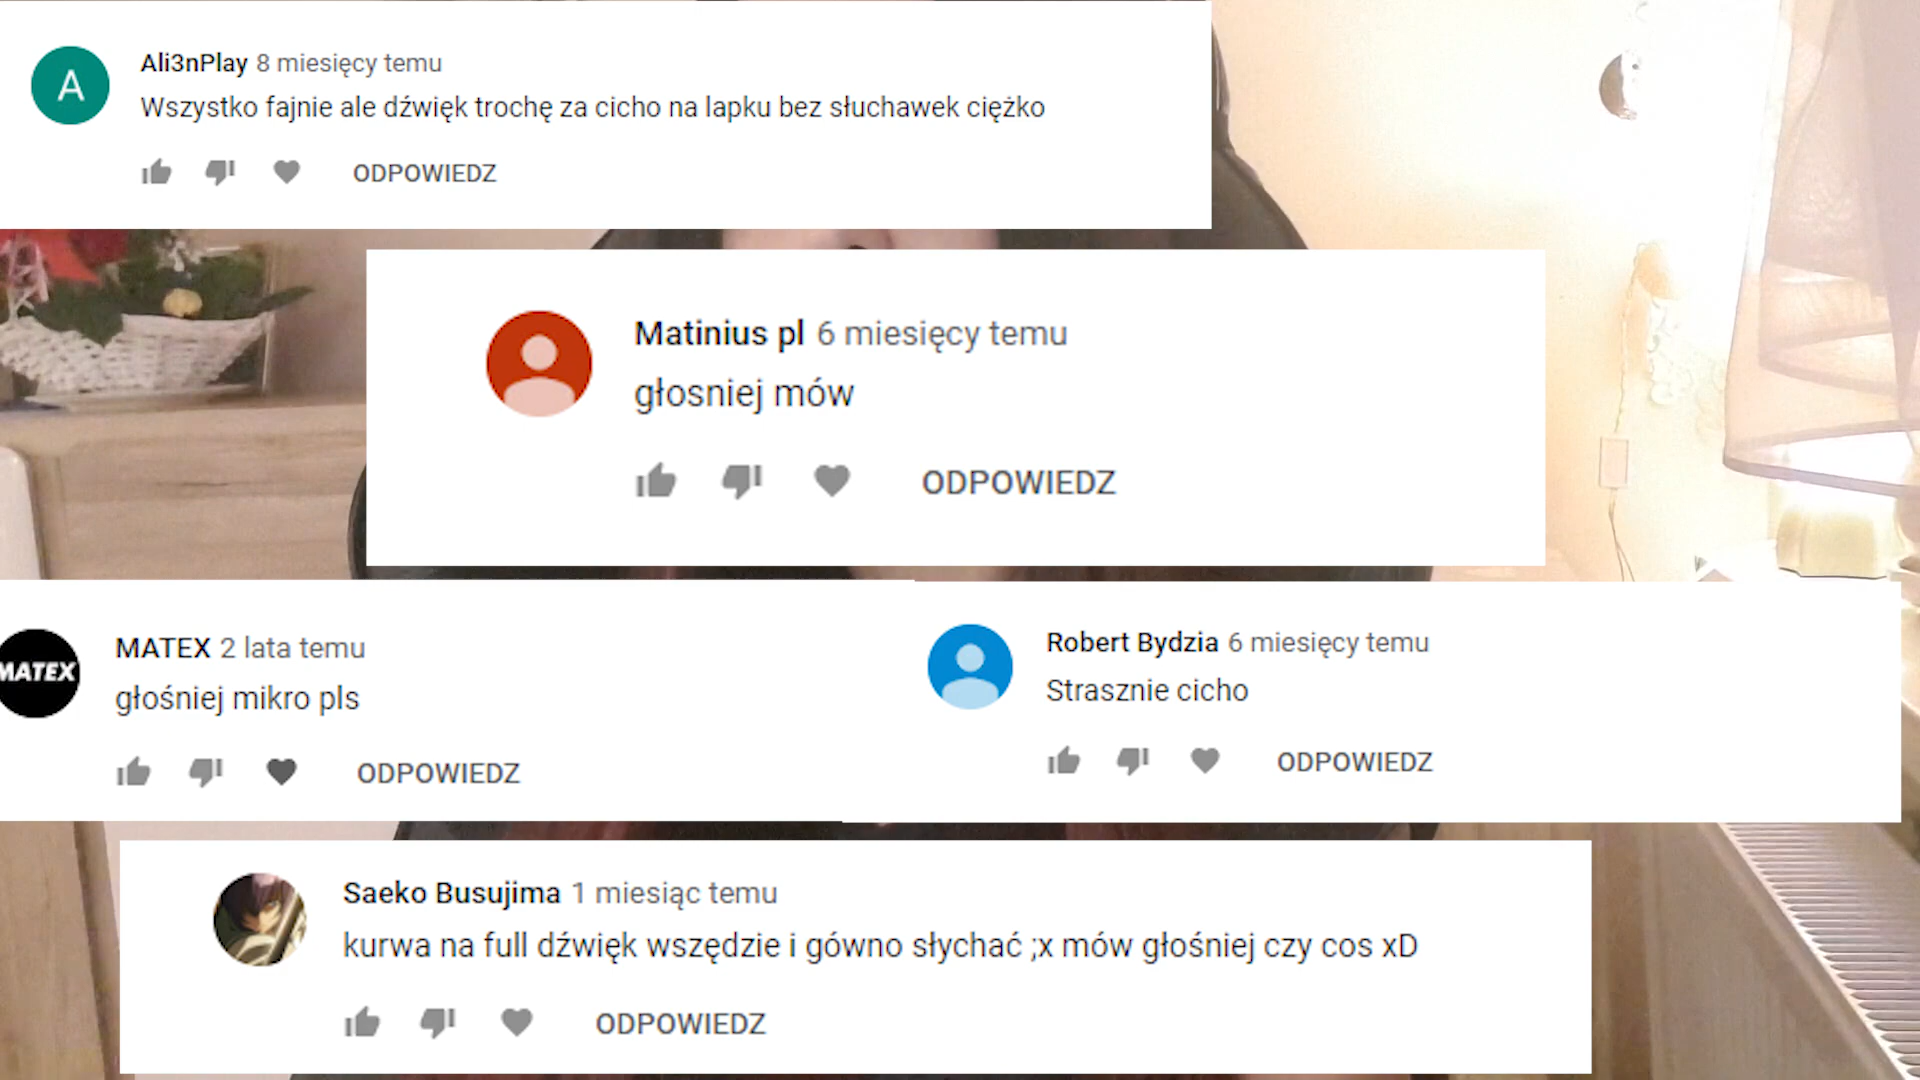 A
Ali3nPlay 8 miesięcy temu
Wszystko fajnie ale dźwięk trochę za cicho na lapku bez słuchawek ciężko
ODPOWIEDZ
Matinius pl 6 miesięcy temu
głosniej mów
ODPOWIEDZ
MATEX
MATEX 2 lata temu
głośniej mikro pls
ODPOWIEDZ
Robert Bydzia 6 miesięcy temu
Strasznie cicho
ODPOWIEDZ
Saeko Busujima 1 miesiąc temu
kurwa na full dźwięk wszędzie i gówno słychać ;x mów głośniej czy cos xD
ODPOWIEDZ